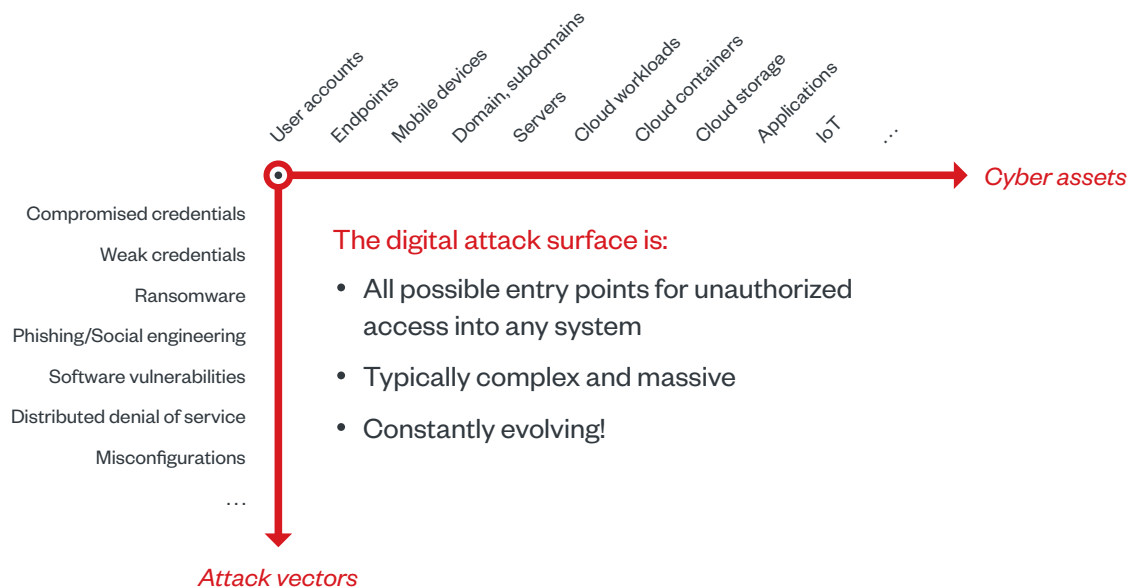 User accounts
Endpoints
Mobile devices
Domain, subdomains
Servers
Cloud workloads
Cloud containers
Cloud storage
Applications
IoT
...
Cyber assets
Compromised credentials
Weak credentials
Ransomware
Phishing/Social engineering
Software vulnerabilities
Distributed denial of service
Misconfigurations
...
Attack vectors
The digital attack surface is:
• All possible entry points for unauthorized
access into any system
• Typically complex and massive
• Constantly evolving!